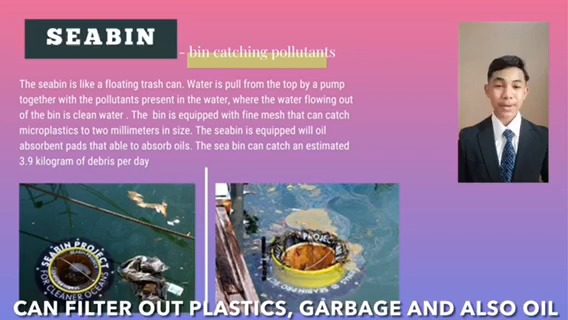 SEABIN
- bin catching pollutants
The seabin is like a floating trash can. Water is pull from the top by a pump
together with the pollutants present in the water, where the water flowing out
of the bin is clean water . The  bin is equipped with fine mesh that can catch
microplastics to two millimeters in size. The seabin is equipped will oil
absorbent pads that able to absorb oils. The sea bin can catch an estimated
3.9 kilogram of debris per day
SEABIN PROJECT
FOR CLEANER OCEANS
PROJEC
CAN FILTER OUT PLASTICS, GARBAGE AND ALSO OIL